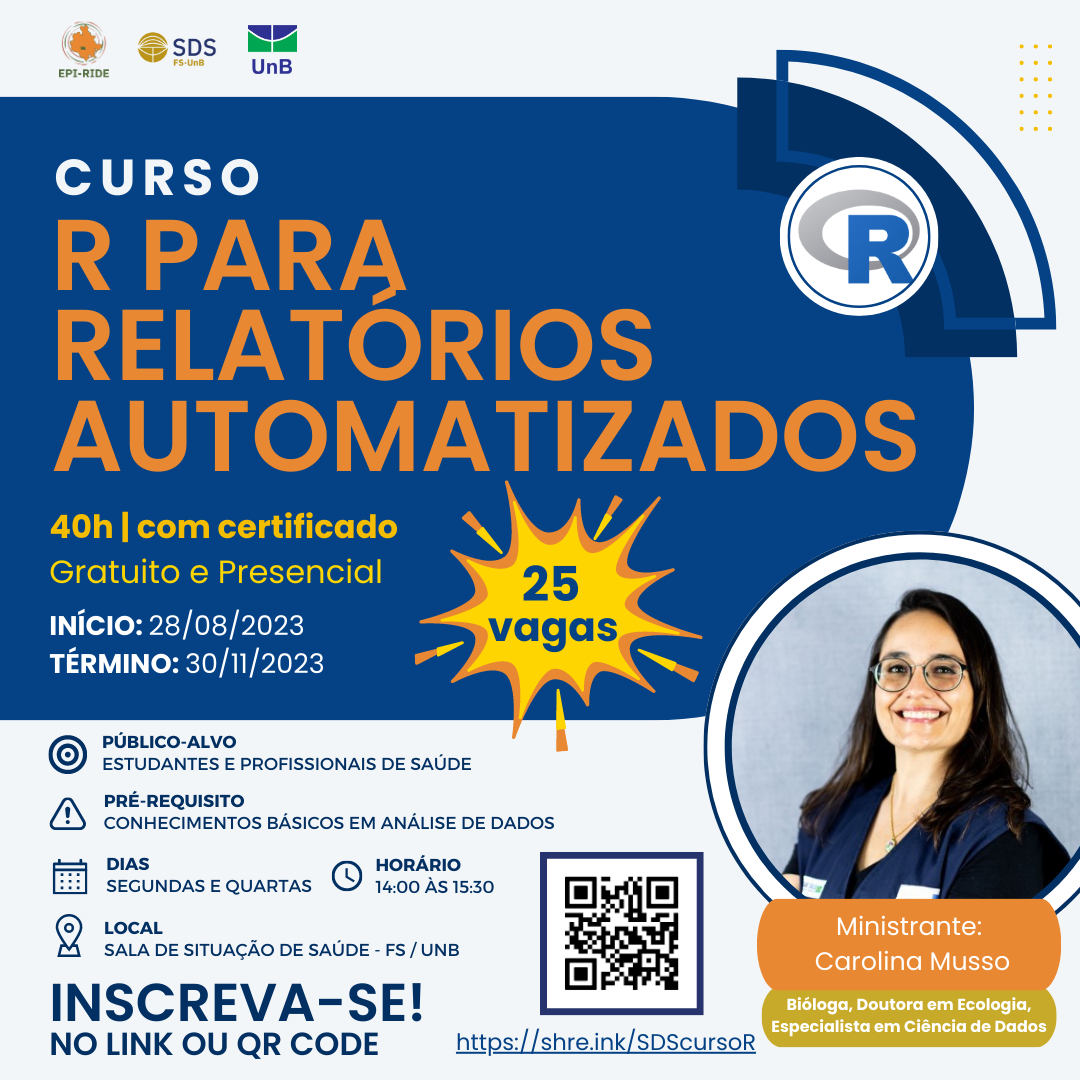 EPI-RIDE
SDS
FS-UnB
UnB
CURSO
R PARA
RELATÓRIOS
AUTOMATIZADOS
R
40h | com certificado
Gratuito e Presencial
INÍCIO: 28/08/2023
TÉRMINO: 30/11/2023
25
vagas
PÚBLICO-ALVO
ESTUDANTES E PROFISSIONAIS DE SAÚDE
PRÉ-REQUISITO
CONHECIMENTOS BÁSICOS EM ANÁLISE DE DADOS
DIAS
SEGUNDAS E QUARTAS
HORÁRIO
14:00 ÀS 15:30
LOCAL
SALA DE SITUAÇÃO DE SAÚDE - FS / UNB
INSCREVA-SE!
NO LINK OU QR CODE
https://shre.ink/SDScursoR
Ministrante:
Carolina Musso
Bióloga, Doutora em Ecologia,
Especialista em Ciência de Dados